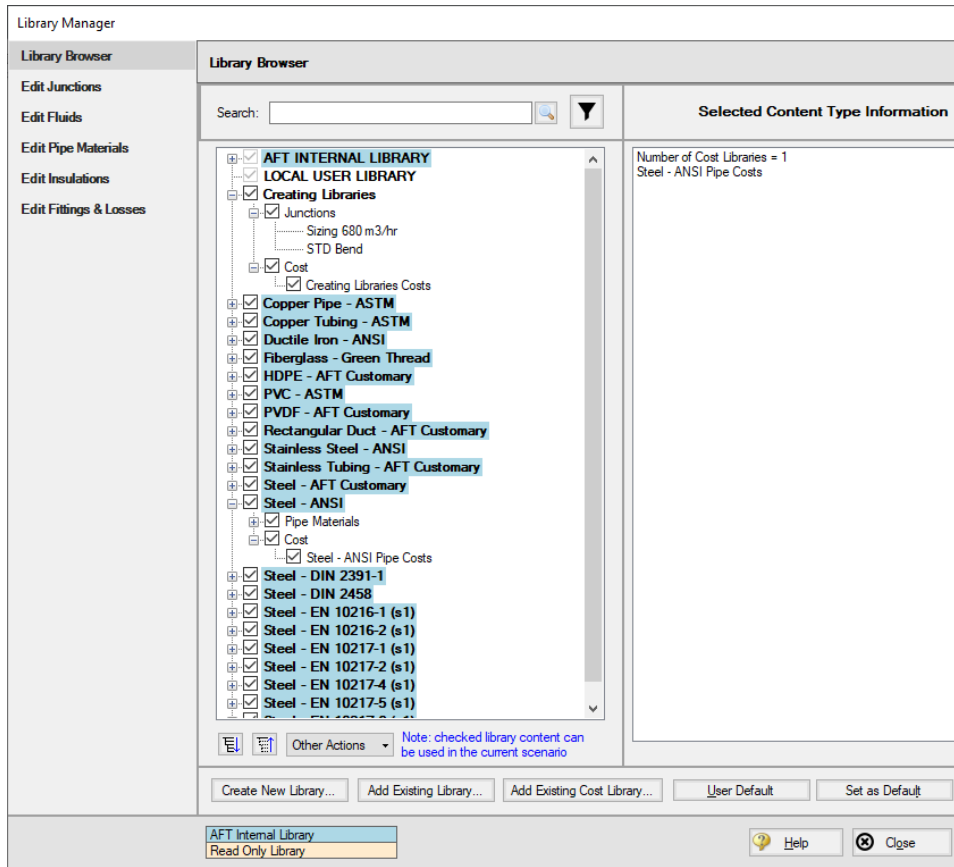 Library Manager
Library Browser
Edit Junctions
Edit Fluids
Edit Pipe Materials
Edit Insulations
Edit Fittings & Losses
Library Browser
Search:
Selected Content Type Information
AFT INTERNAL LIBRARY
LOCAL USER LIBRARY
Creating Libraries
Junctions
Sizing 680 m3/hr
STD Bend
Cost
Creating Libraries Costs
Copper Pipe - ASTM
Copper Tubing - ASTM
Ductile Iron - ANSI
Fiberglass - Green Thread
HDPE - AFT Customary
PVC - ASTM
PVDF - AFT Customary
Rectangular Duct - AFT Customary
Stainless Steel - ANSI
Stainless Tubing - AFT Customary
Steel - AFT Customary
Steel - ANSI
Pipe Materials
Cost
Steel - ANSI Pipe Costs
Steel - DIN 2391-1
Steel - DIN 2458
Steel - EN 10216-1 (s1)
Steel - EN 10216-2 (s1)
Steel - EN 10217-1 (s1)
Steel - EN 10217-2 (s1)
Steel - EN 10217-4 (s1)
Steel - EN 10217-5 (s1)
Number of Cost Libraries = 1
Steel - ANSI Pipe Costs
Other Actions
Note: checked library content can
be used in the current scenario
Create New Library...
Add Existing Library...
Add Existing Cost Library...
User Default
Set as Default
AFT Internal Library
Read Only Library
Help
Close